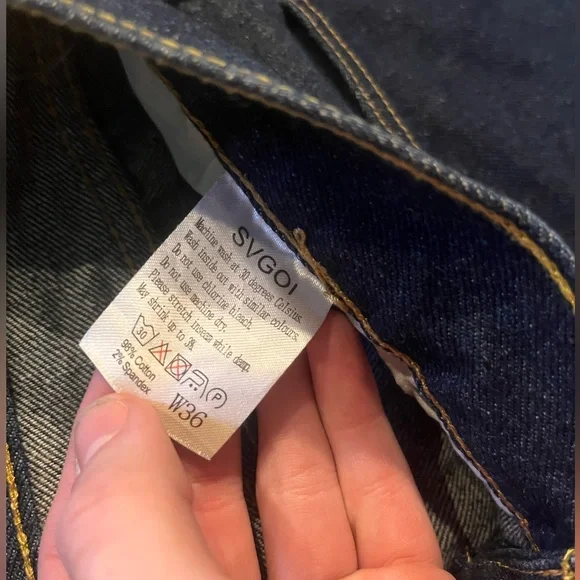 SVGOI
Machine wash at 30 degrees Celsius.
Wash inside out with similar colours.
Do not use chlorine bleach.
Do not use machine dry.
Please stretch inseam while damp.
May shrink up to 3%.
30
P
98% Cotton
2% Spandex
W36